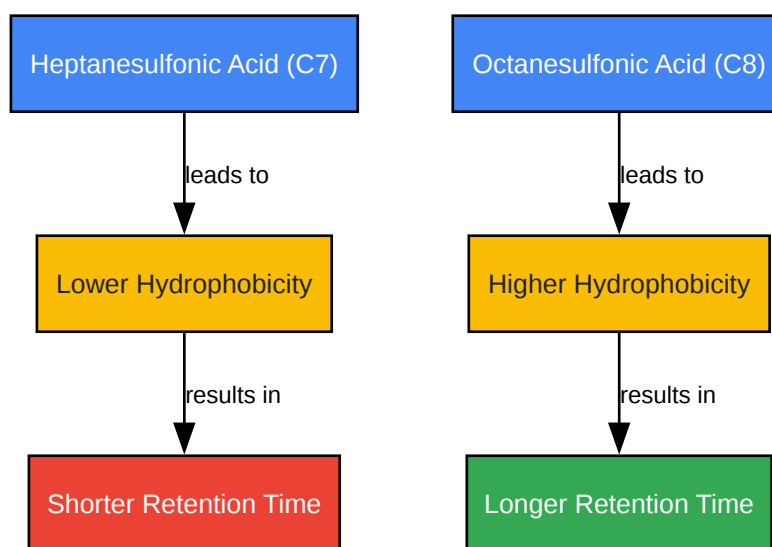 Heptanesulfonic Acid (C7)
Octanesulfonic Acid (C8)
leads to
leads to
Lower Hydrophobicity
Higher Hydrophobicity
results in
results in
Shorter Retention Time
Longer Retention Time